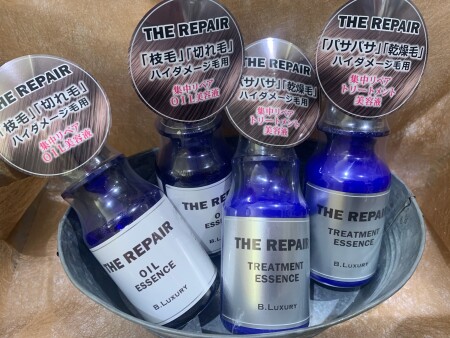 THE REPAIR
「枝毛」「切れ毛」
ハイダメージ毛用
集中リペア
OIL美容液
THE REPAIR
「枝毛」「切れ毛」
ハイダメージ毛用
集中リペア
OIL美容液
THE REPAIR
「パサパサ」「乾燥毛」
ハイダメージ毛用
集中リペア
トリートメント
美容液
THE REPAIR
「パサパサ」「乾燥毛」
ハイダメージ毛用
集中リペア
トリートメント
美容液
THE REPAIR
OIL
ESSENCE
B.LUXURY
THE REPAIR
OIL
ESSENCE
THE REPAIR
TREATMENT
ESSENCE
B.LUXURY
THE REPAIR
TREATMENT
ESSENCE
B.LUXURY